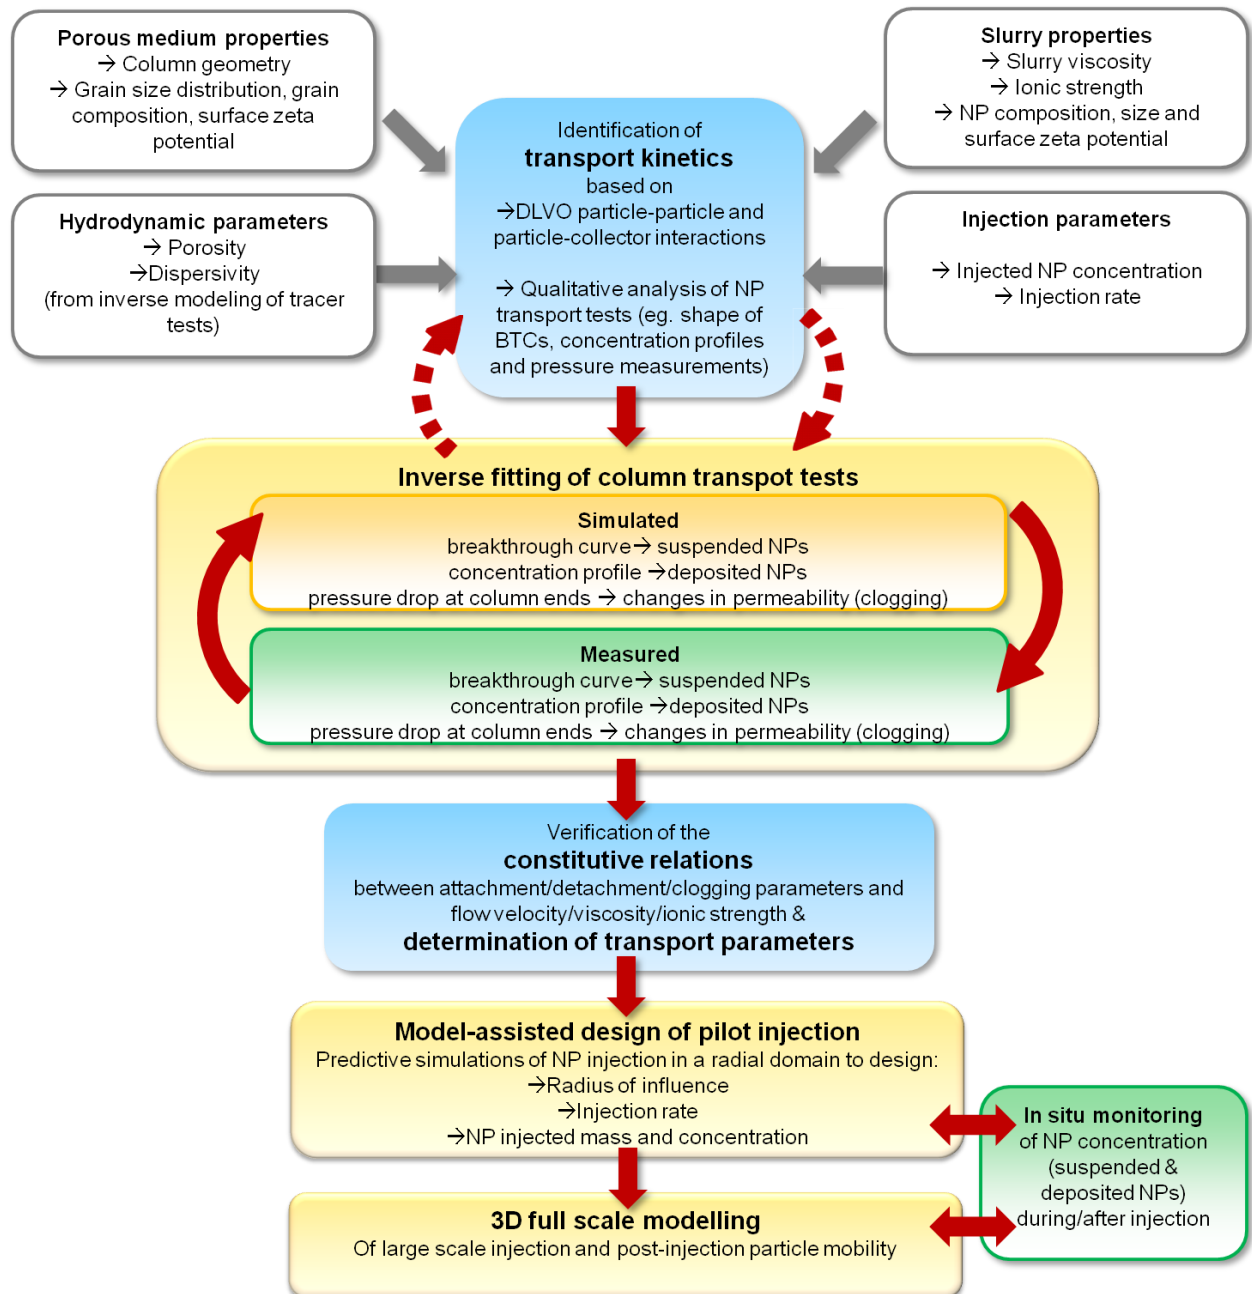 Porous medium properties
→ Column geometry
→ Grain size distribution, grain
composition, surface zeta
potential
Slurry properties
→ Slurry viscosity
→ Ionic strength
→ NP composition, size and
surface zeta potential
Hydrodynamic parameters
→ Porosity
→Dispersivity
(from inverse modeling of tracer
tests)
Injection parameters
→ Injected NP concentration
→ Injection rate
Identification of
transport kinetics
based on
→DLVO particle-particle and
particle-collector interactions
→ Qualitative analysis of NP
transport tests (eg. shape of
BTCs, concentration profiles
and pressure measurements)
Inverse fitting of column transpot tests
Simulated
breakthrough curve→ suspended NPs
concentration profile →deposited NPs
pressure drop at column ends → changes in permeability (clogging)
Measured
breakthrough curve→ suspended NPs
concentration profile →deposited NPs
pressure drop at column ends → changes in permeability (clogging)
Verification of the
constitutive relations
between attachment/detachment/clogging parameters and
flow velocity/viscosity/ionic strength &
determination of transport parameters
Model-assisted design of pilot injection
Predictive simulations of NP injection in a radial domain to design:
→Radius of influence
→Injection rate
→NP injected mass and concentration
In situ monitoring
of NP concentration
(suspended &
deposited NPs)
during/after injection
3D full scale modelling
Of large scale injection and post-injection particle mobility